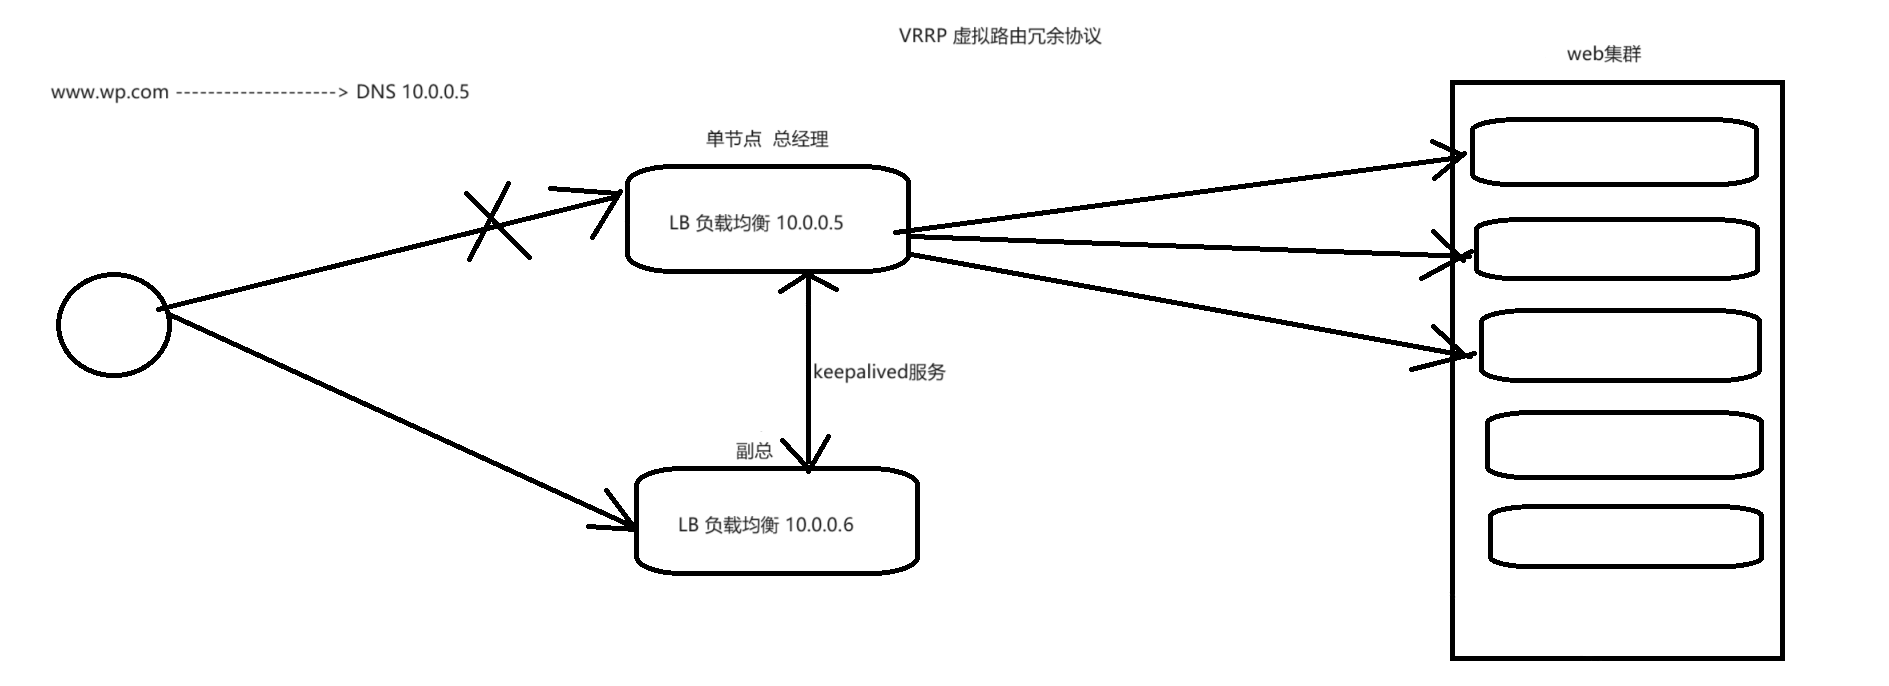 VRRP 虚拟路由冗余协议
web集群
www.wp.com --------------------> DNS 10.0.0.5
单节点 总经理
LB 负载均衡 10.0.0.5
keepalived服务
副总
LB 负载均衡 10.0.0.6